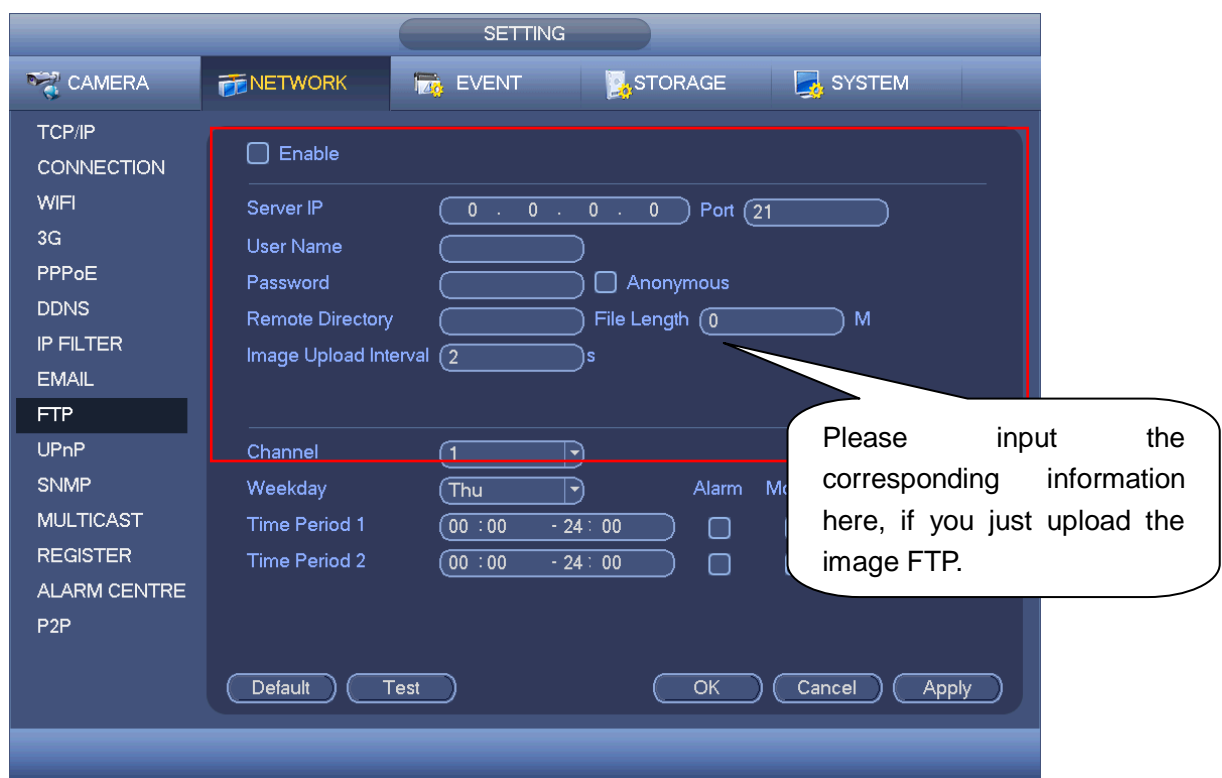 SETTING
CAMERA NETWORK EVENT STORAGE SYSTEM
TCP/IP
CONNECTION
WIFI
3G
PPPoE
DDNS
IP FILTER
EMAIL
FTP
UPnP
SNMP
MULTICAST
REGISTER
ALARM CENTRE
P2P
Enable
Server IP 0 . 0 . 0 . 0 Port 21
User Name
Password Anonymous
Remote Directory File Length 0 M
Image Upload Interval 2 s
Channel 1
Weekday Thu Alarm
Time Period 1 00 :00 - 24 : 00
Time Period 2 00 :00 - 24 : 00
Default Test OK Cancel Apply
Please input the
corresponding information
here, if you just upload the
image FTP.